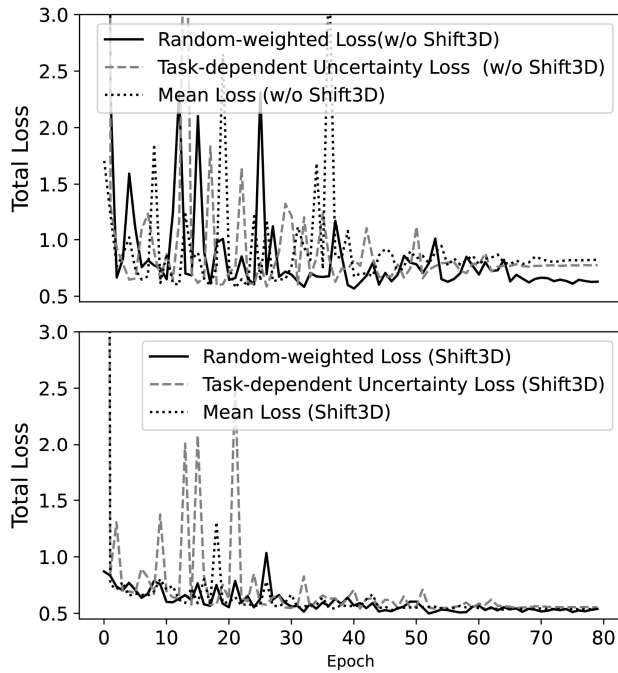 3.0
Random-weighted Loss(w/o Shift3D)
Task-dependent Uncertainty Loss (w/o Shift3D)
2.5
Mean Loss (w/o Shift3D)
2.0
Total Loss
1.5
1.0
0.5
3.0
Random-weighted Loss (Shift3D)
Task-dependent Uncertainty Loss (Shift3D)
2.5
Mean Loss (Shift3D)
2.0
Total Loss
1.5
1.0
0.5
0 10 20 30 40 50 60 70 80
Epoch